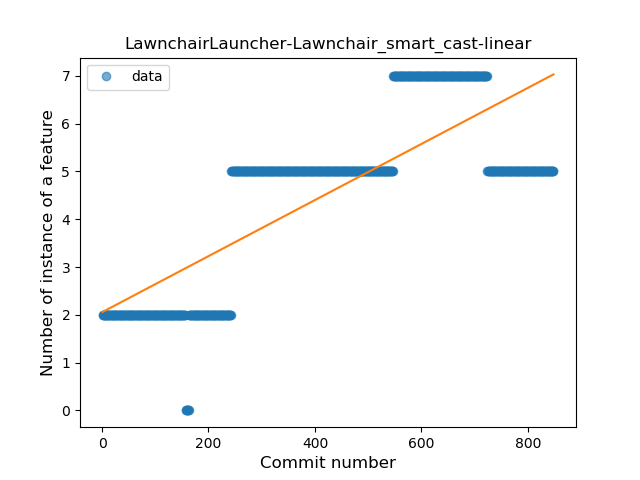 LawnchairLauncher-Lawnchair_smart_cast-linear
data
7
6
5
4
3
2
1
0
Number of instance of a feature
0 200 400 600 800
Commit number